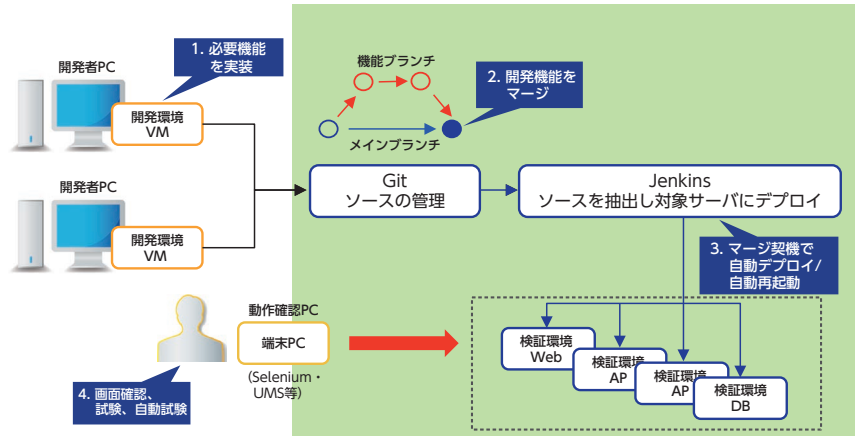 開発者PC
1. 必要機能
を実装
開発環境
VM
機能ブランチ
2. 開発機能を
マージ
メインブランチ
開発者PC
開発環境
VM
Git
ソースの管理
Jenkins
ソースを抽出し対象サーバにデプロイ
3. マージ契機で
自動デプロイ/
自動再起動
動作確認PC
端末PC
(Selenium・
UMS等)
4. 画面確認、
試験、自動試験
検証環境
Web
検証環境
AP
検証環境
AP
検証環境
DB